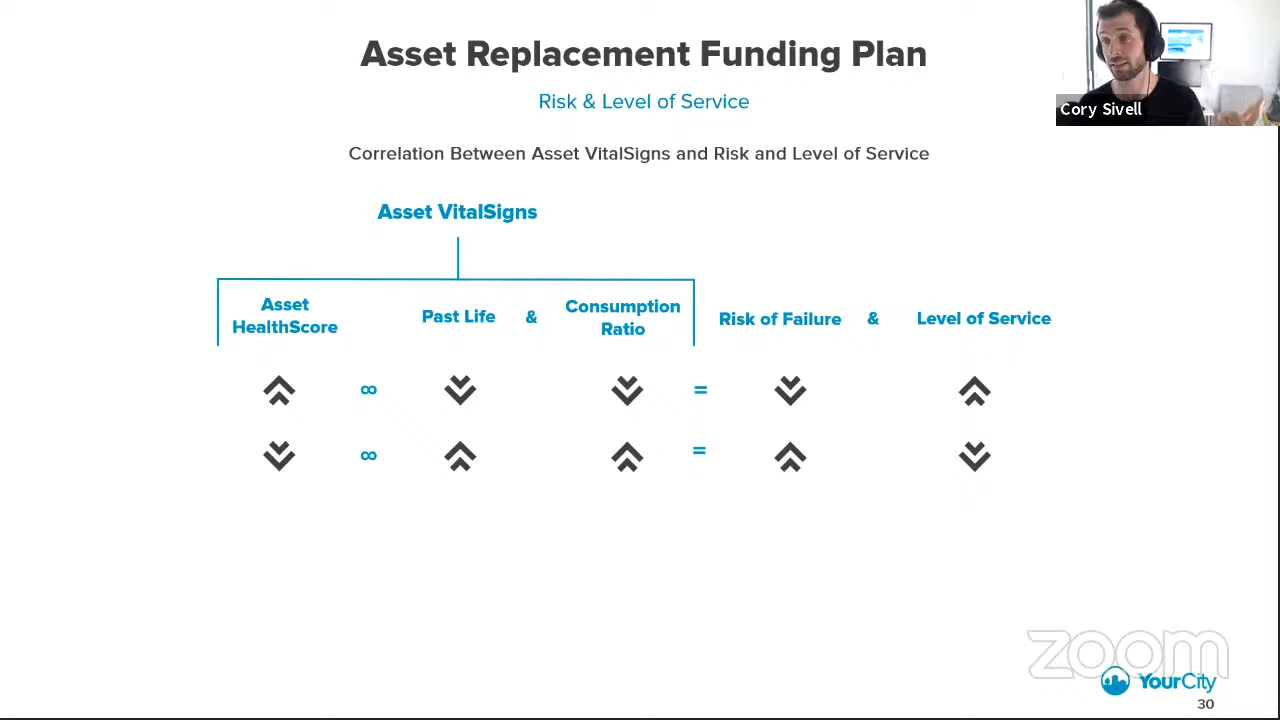 Asset Replacement Funding Plan
Cory Sivell
Risk & Level of Service
Correlation Between Asset VitalSigns and Risk and Level of Service
Asset VitalSigns
Asset
HealthScore
Past Life
&
Consumption
Ratio
Risk of Failure
&
Level of Service
∞
=
∞
=
zoom
YourCity
30